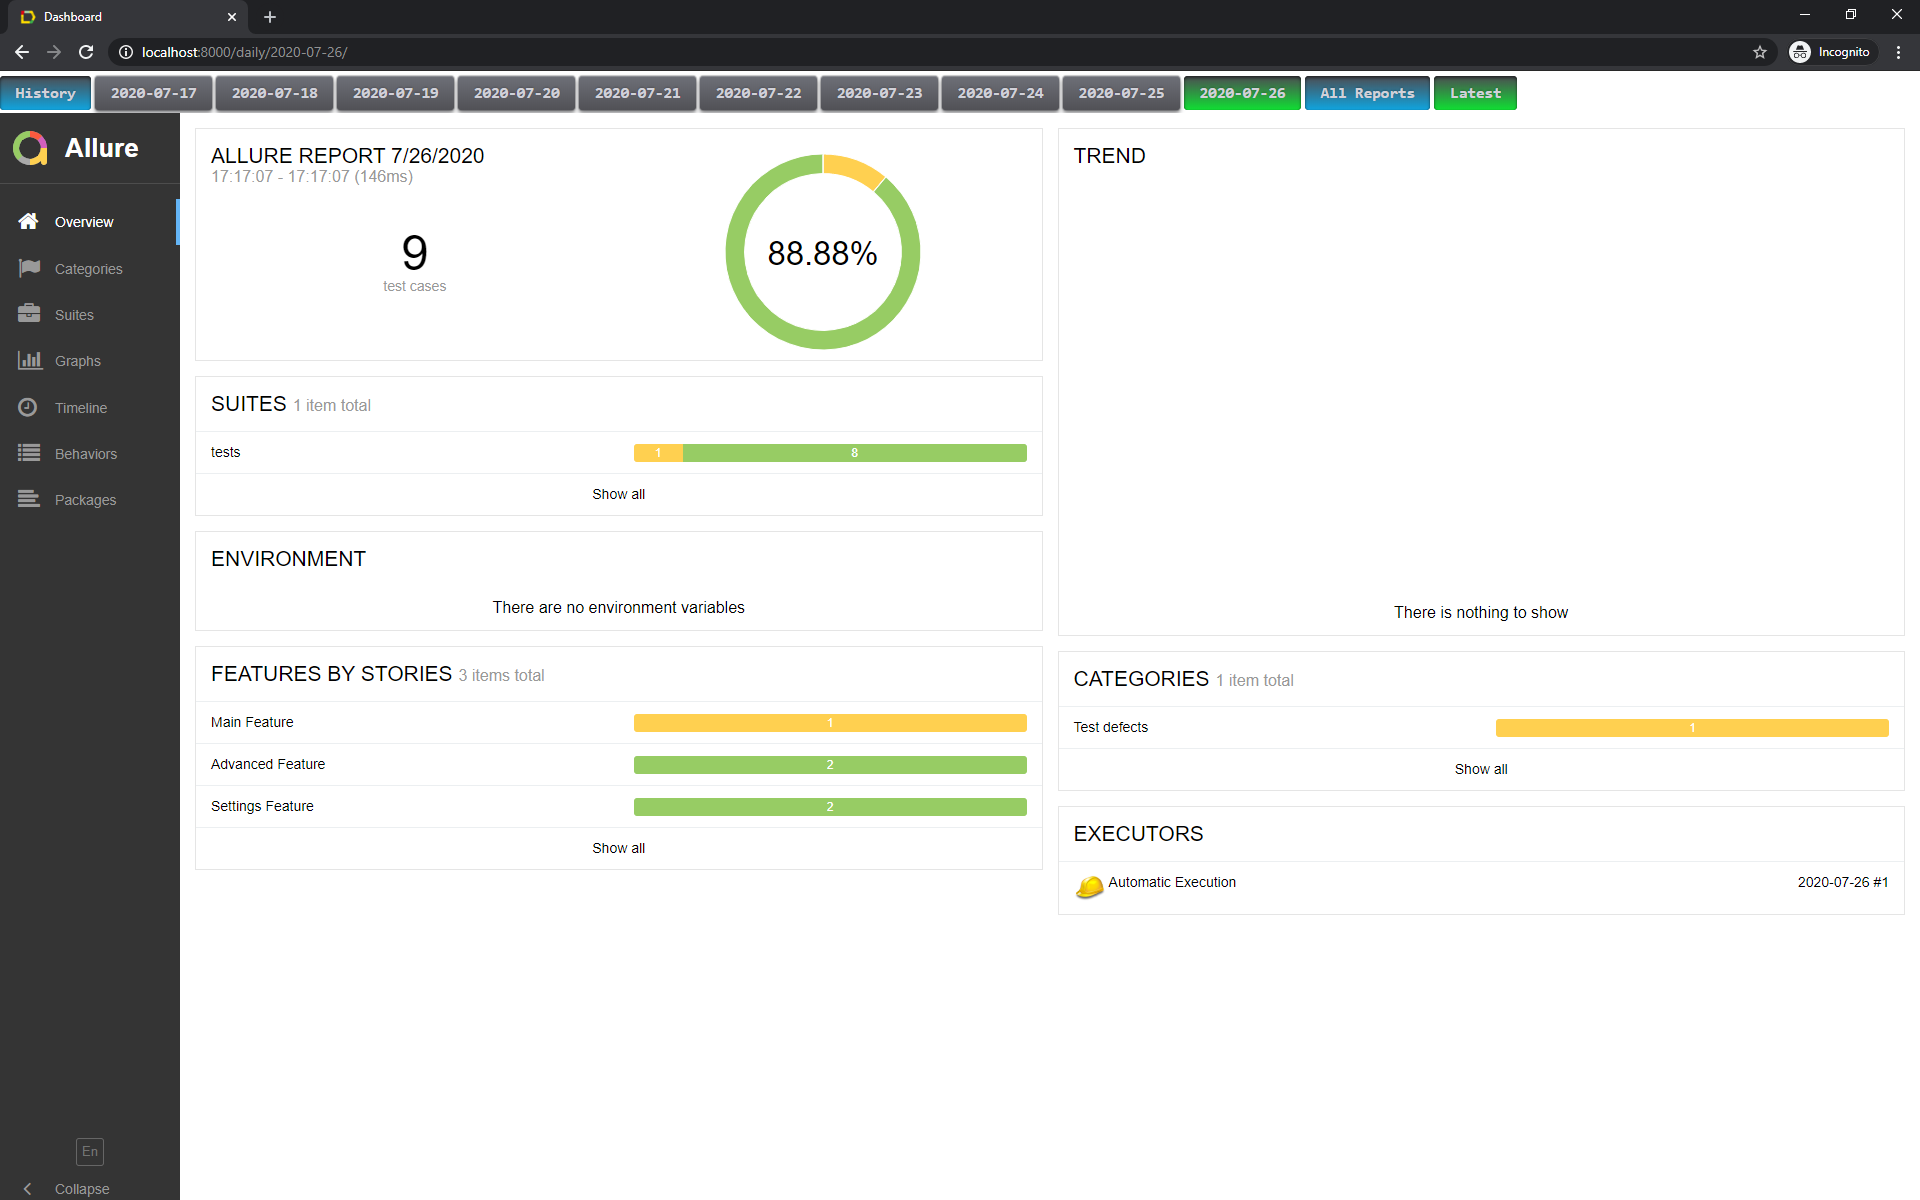 Dashboard
localhost:8000/daily/2020-07-26/
Incognito
History 2020-07-17 2020-07-18 2020-07-19 2020-07-20 2020-07-21 2020-07-22 2020-07-23 2020-07-24 2020-07-25 2020-07-26 All Reports Latest
Allure
Overview
Categories
Suites
Graphs
Timeline
Behaviors
Packages
En
Collapse
ALLURE REPORT 7/26/2020
17:17:07 - 17:17:07 (146ms)
9
test cases
88.88%
SUITES 1 item total
tests 1 8
Show all
ENVIRONMENT
There are no environment variables
FEATURES BY STORIES 3 items total
Main Feature 1
Advanced Feature 2
Settings Feature 2
Show all
TREND
There is nothing to show
CATEGORIES 1 item total
Test defects 1
Show all
EXECUTORS
Automatic Execution 2020-07-26 #1